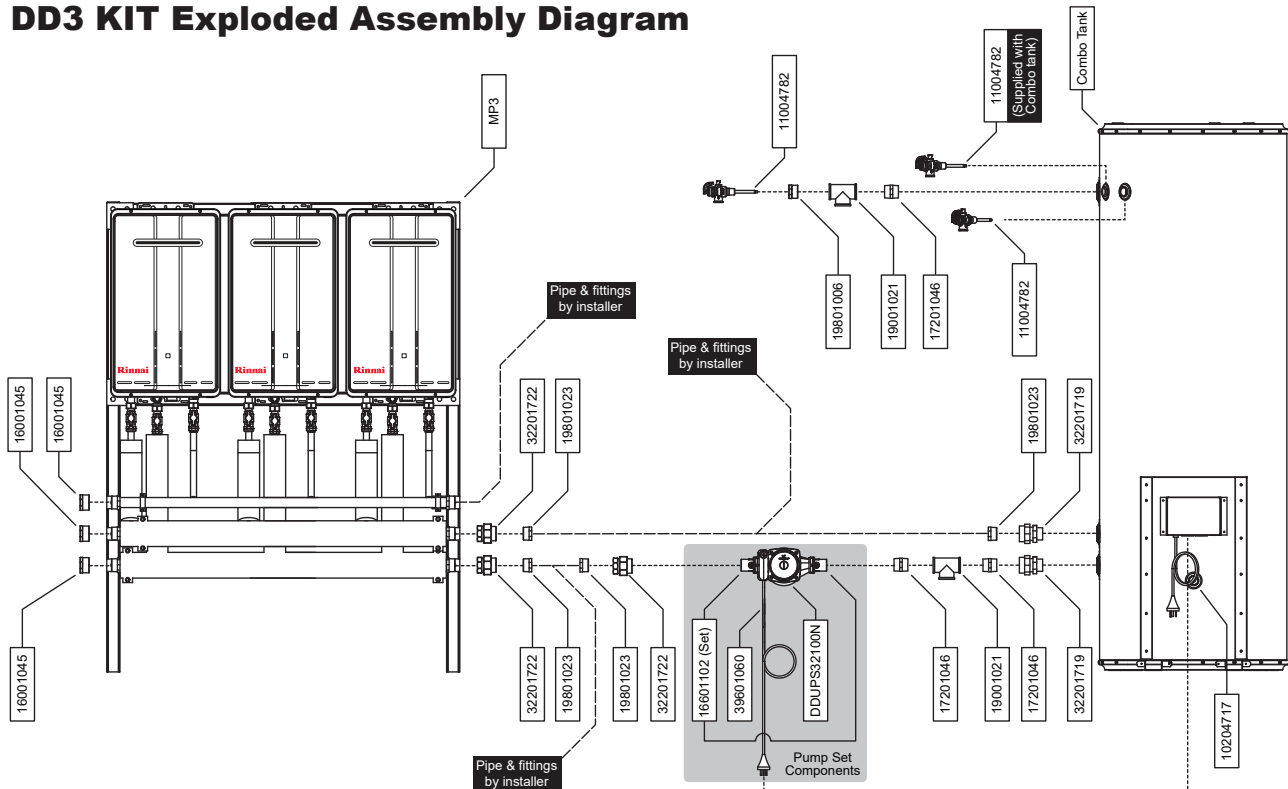 DD3 KIT Exploded Assembly Diagram
MP3
11004782
11004782
(Supplied with
Combo tank)
Combo Tank
19801006
19001021
17201046
11004782
Pipe & fittings
by installer
Pipe & fittings
by installer
Rinnai
Rinnai
Rinnai
16001045
16001045
32201722
19801023
19801023
32201719
16001045
32201722
19801023
19801023
32201722
16601102 (Set)
39601060
DDUPS32100N
17201046
19001021
17201046
32201719
10204717
Pump Set
Components
Pipe & fittings
by installer